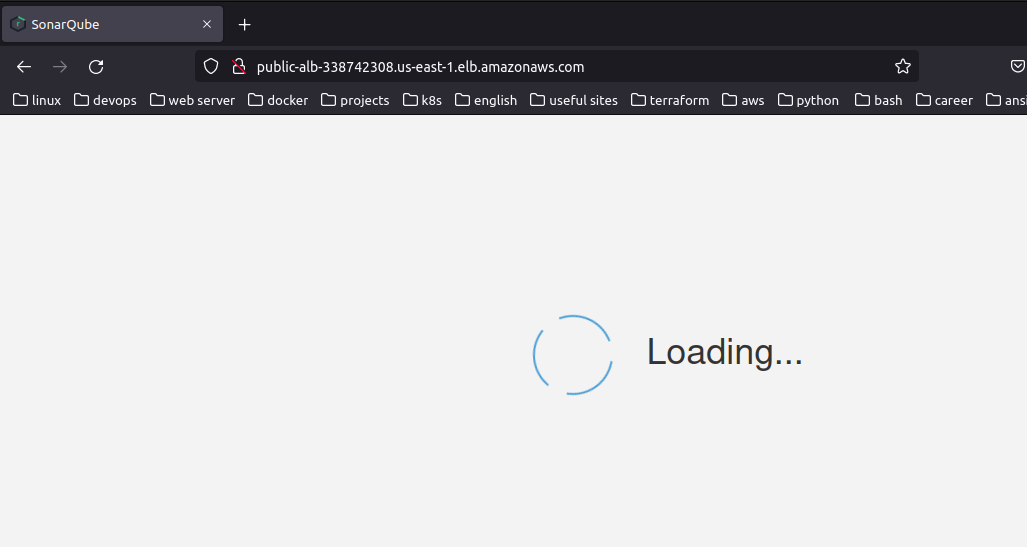 SonarQube
public-alb-338742308.us-east-1.elb.amazonaws.com
linux devops web server docker projects k8s english useful sites terraform aws python bash career ansi
Loading...